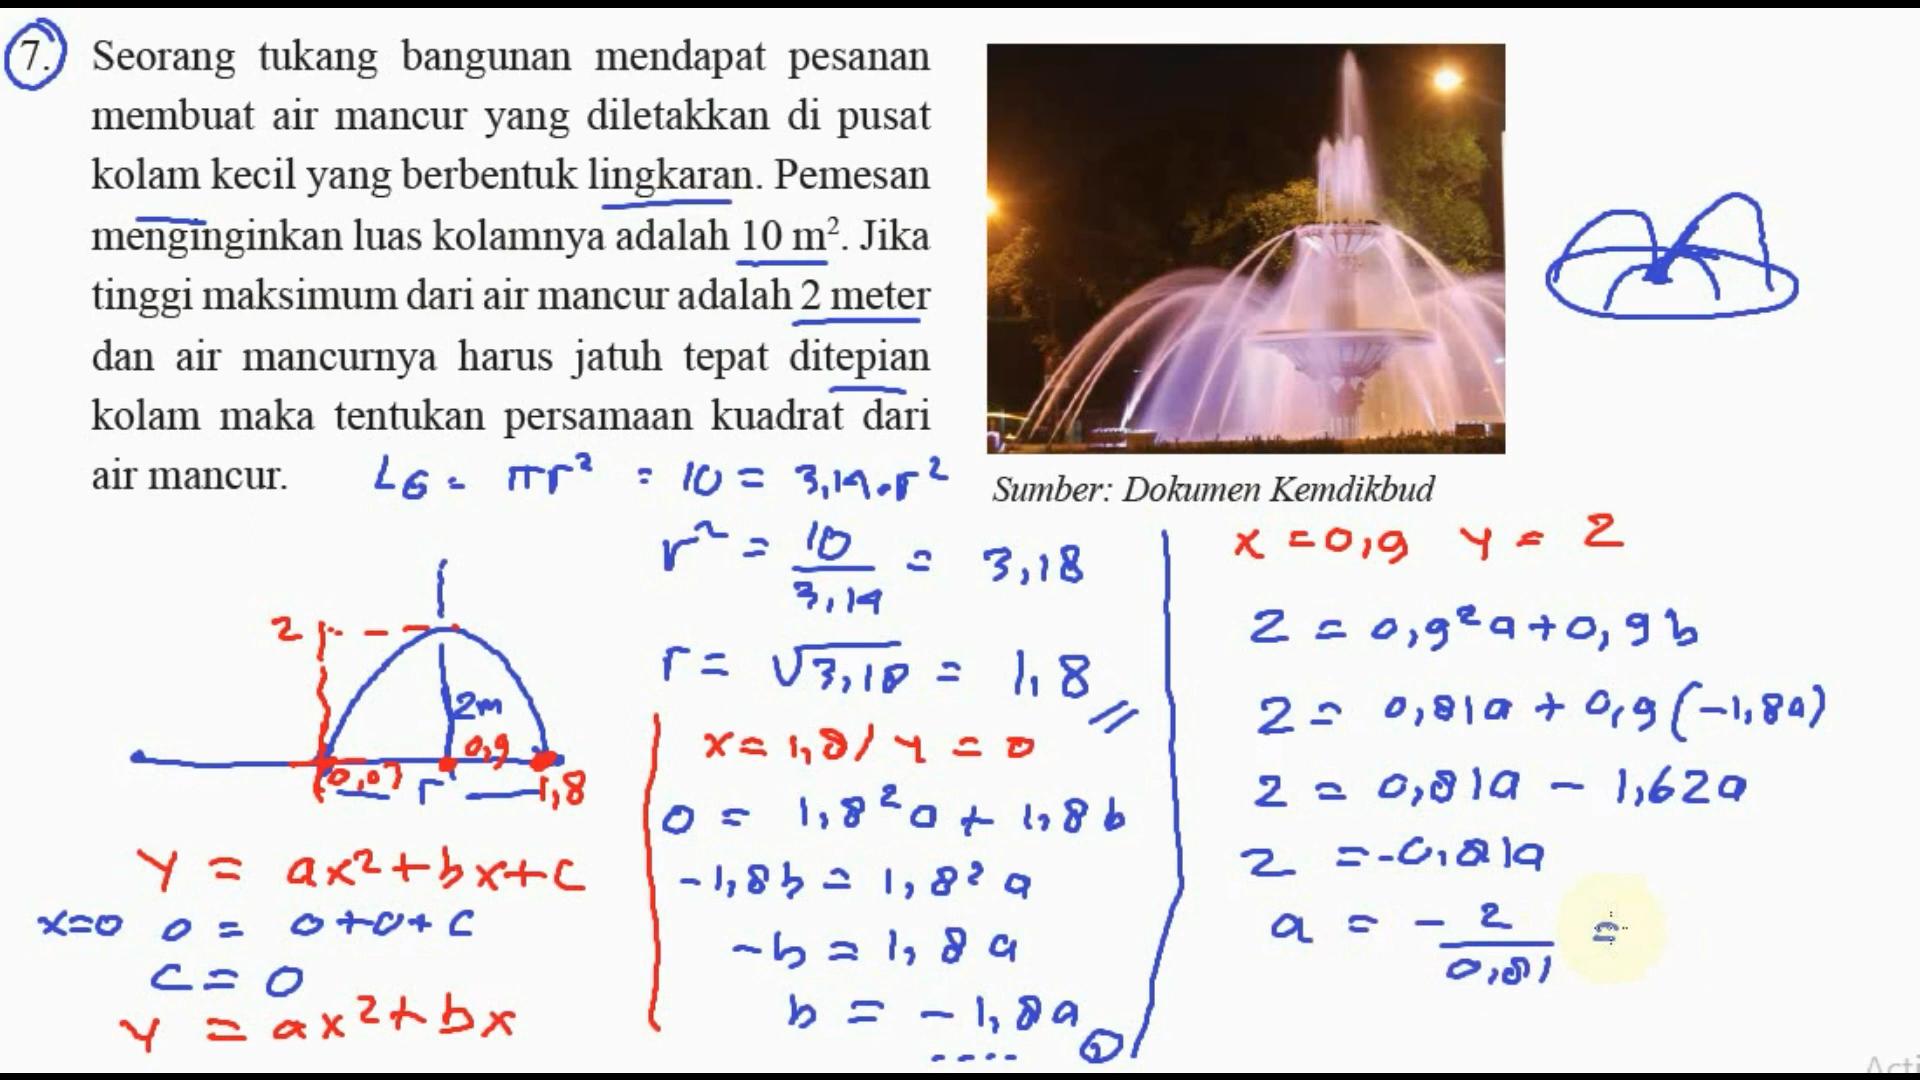 7. Seorang tukang bangunan mendapat pesanan
membuat air mancur yang diletakkan di pusat
kolam kecil yang berbentuk lingkaran. Pemesan
menginginkan luas kolamnya adalah 10 m². Jika
tinggi maksimum dari air mancur adalah 2 meter
dan air mancurnya harus jatuh tepat ditepian
kolam maka tentukan persamaan kuadrat dari
air mancur.
Sumber: Dokumen Kemdikbud
= πr² = 10 = 3,14.r²
r² = 10/3,14 = 3,18
r = √3,18 = 1,8
2
2m
0,9
(0,0)
r
1,8
y = ax²+bx+c
x=0 0 = 0+0+c
c = 0
y = ax²+bx
x = 1,8 / y = 0
0 = 1,8²a + 1,8b
-1,8b = 1,8²a
-b = 1,8a
b = -1,8a
x = 0,9 y = 2
2 = 0,9²a+0,9b
2 = 0,81a + 0,9(-1,8a)
2 = 0,81a - 1,62a
2 = -0,81a
a = - 2/0,81 =
Acti